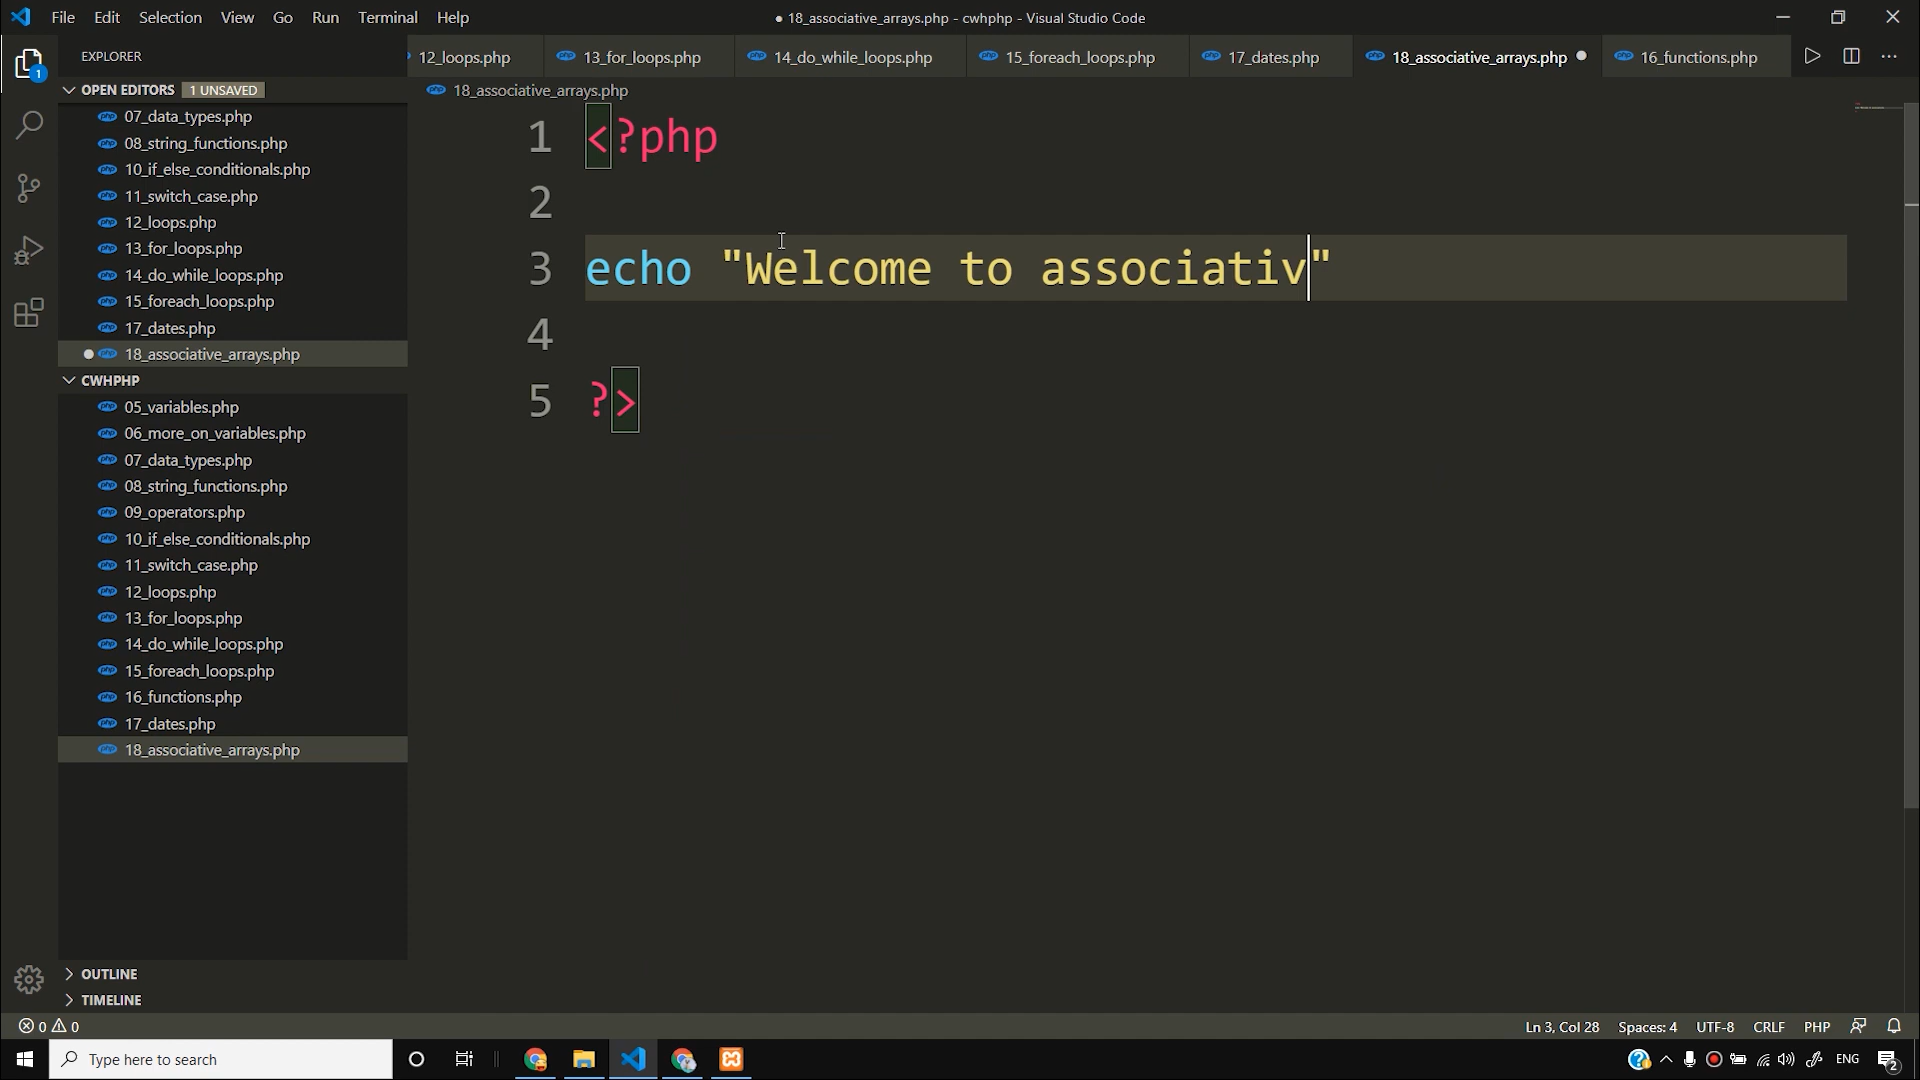 File Edit Selection View Go Run Terminal Help
● 18_associative_arrays.php - cwhphp - Visual Studio Code
EXPLORER
12_loops.php 13_for_loops.php 14_do_while_loops.php 15_foreach_loops.php 17_dates.php 18_associative_arrays.php 16_functions.php
OPEN EDITORS 1 UNSAVED
07_data_types.php
08_string_functions.php
10_if_else_conditionals.php
11_switch_case.php
12_loops.php
13_for_loops.php
14_do_while_loops.php
15_foreach_loops.php
17_dates.php
18_associative_arrays.php
CWHPHP
05_variables.php
06_more_on_variables.php
07_data_types.php
08_string_functions.php
09_operators.php
10_if_else_conditionals.php
11_switch_case.php
12_loops.php
13_for_loops.php
14_do_while_loops.php
15_foreach_loops.php
16_functions.php
17_dates.php
18_associative_arrays.php
OUTLINE
TIMELINE
18_associative_arrays.php
1 <?php
2
3 echo "Welcome to associativ"
4
5 ?>
0 0
Ln 3, Col 28 Spaces: 4 UTF-8 CRLF PHP
Type here to search
ENG
2